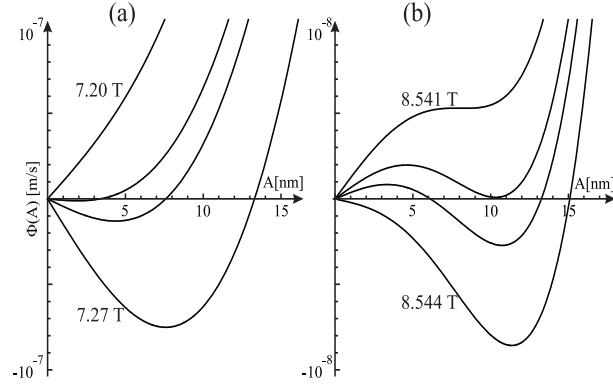 (a)
(b)
10⁻⁷
10⁻⁸
7.20 T
8.541 T
Φ(A) [m/s]
A[nm]
A[nm]
5
10
15
5
10
15
7.27 T
8.544 T
-10⁻⁷
-10⁻⁸